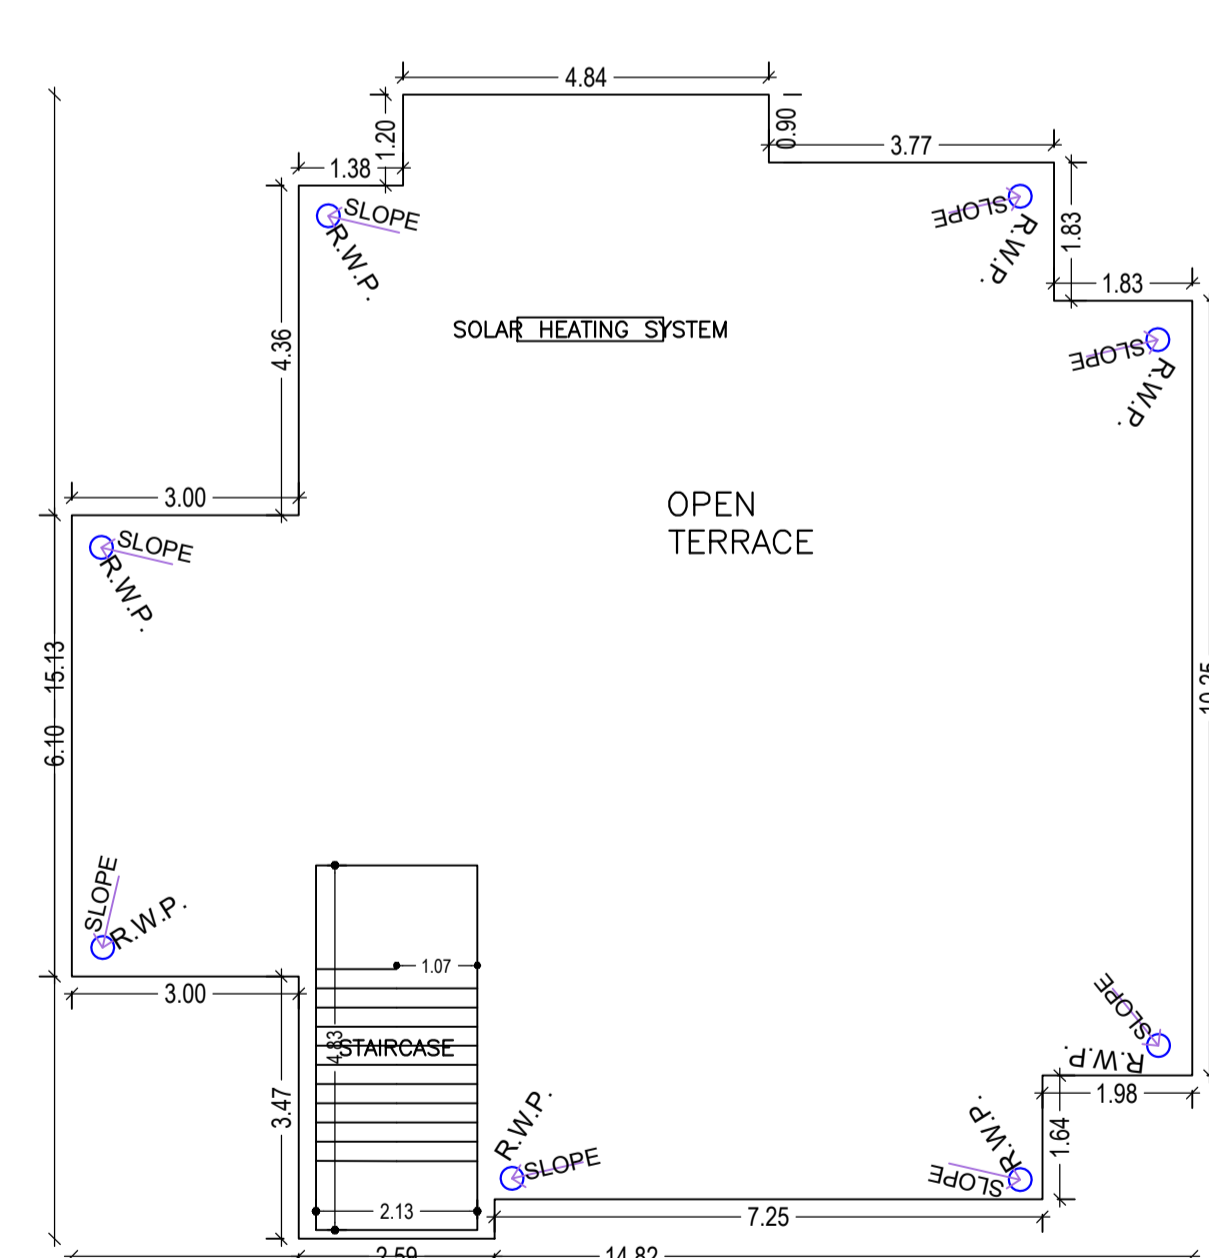 4.84
1.20
0.90
3.77
1.38
SLOPE
R.W.P.
SLOPE
R.W.P.
1.83
1.83
SOLAR HEATING SYSTEM
4.36
SLOPE
R.W.P.
3.00
OPEN
TERRACE
SLOPE
R.W.P.
15.13
6.10
10.25
SLOPE
R.W.P.
1.07
3.00
STAIRCASE
4.83
SLOPE
R.W.P.
1.98
3.47
R.W.P.
SLOPE
R.W.P.
SLOPE
1.64
2.13
7.25
2.59
14.82